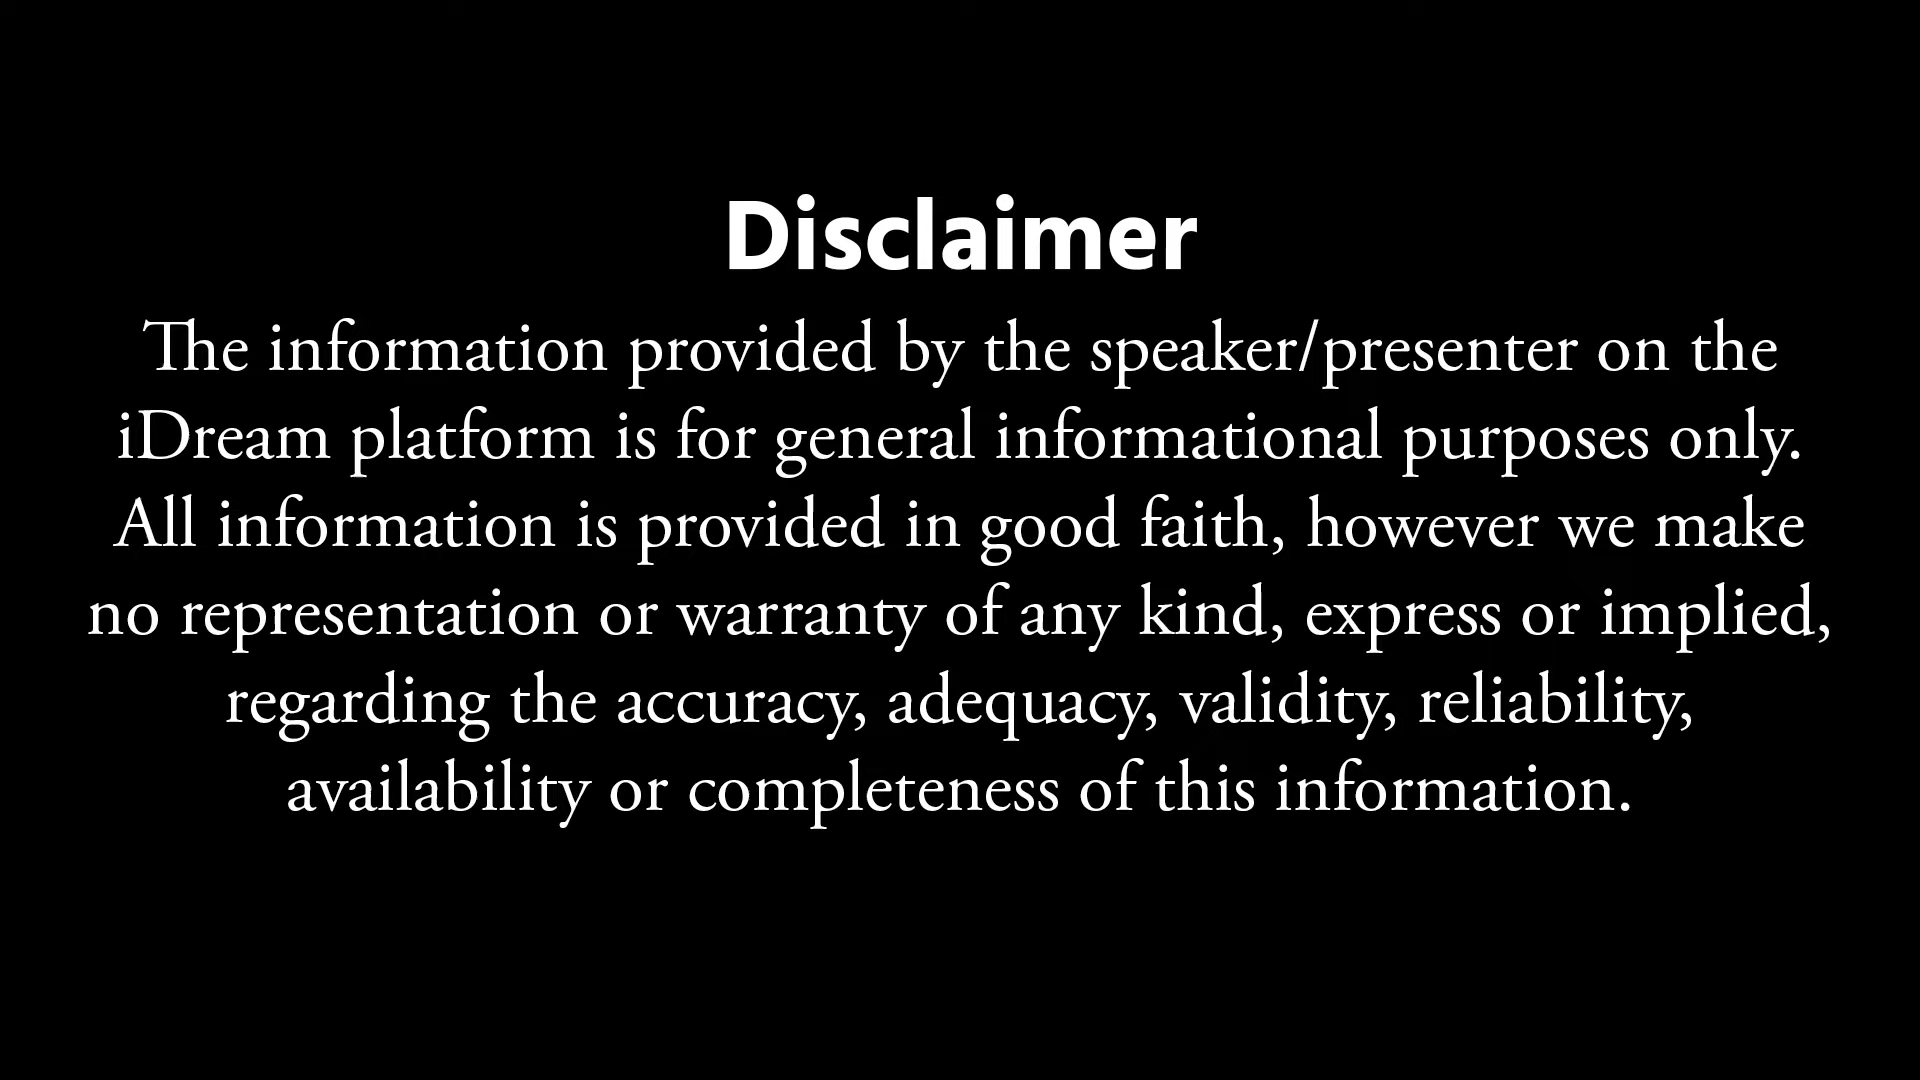 Disclaimer
The information provided by the speaker/presenter on the
iDream platform is for general informational purposes only.
All information is provided in good faith, however we make
no representation or warranty of any kind, express or implied,
regarding the accuracy, adequacy, validity, reliability,
availability or completeness of this information.